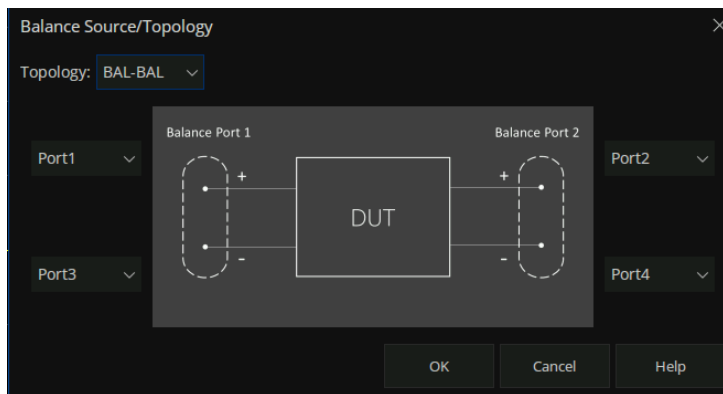 Balance Source/Topology
Topology: BAL-BAL
Balance Port 1
Balance Port 2
Port1
+
DUT
+
Port2
Port3
-
-
Port4
OK
Cancel
Help